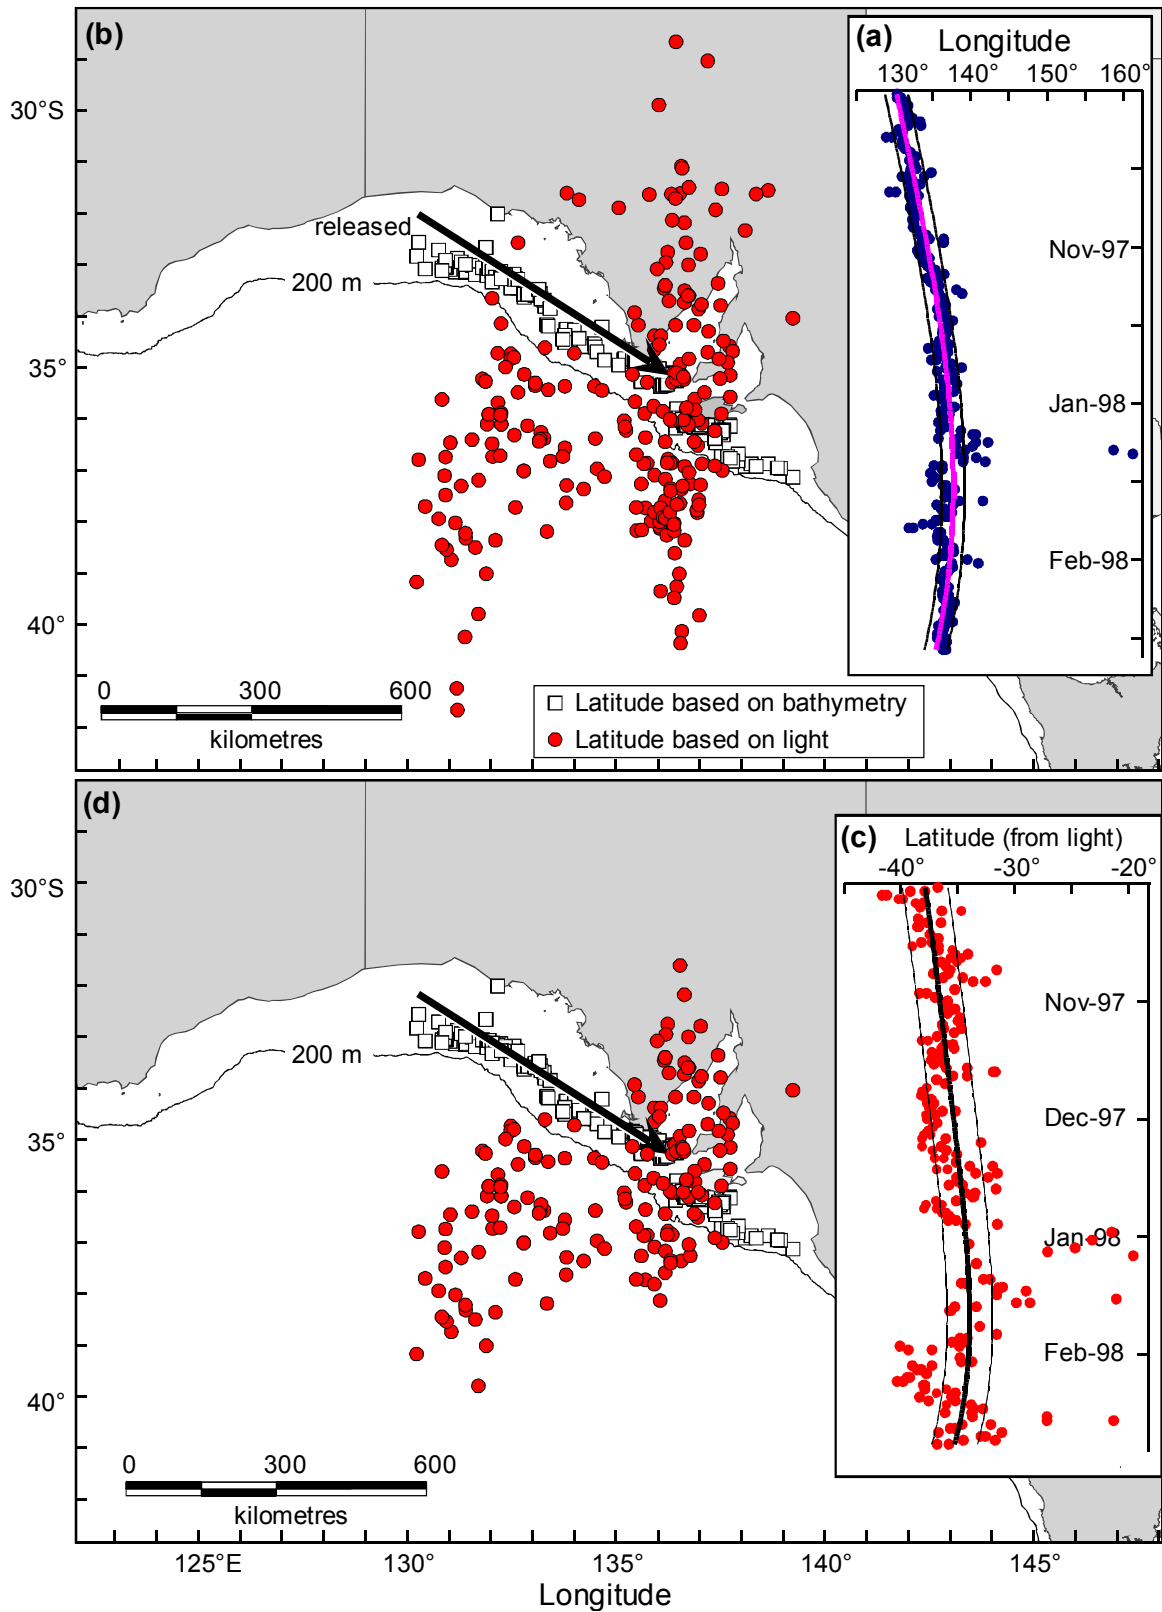 (b)
(a)
Longitude
130° 140° 150° 160°
30°S
released
Nov-97
200 m
35°
Jan-98
Feb-98
40°
0 300 600
kilometres
Latitude based on bathymetry
Latitude based on light
(d)
(c)
Latitude (from light)
-40° -30° -20°
30°S
Nov-97
200 m
Dec-97
35°
Jan-98
Feb-98
40°
0 300 600
kilometres
125°E 130° 135° 140° 145°
Longitude